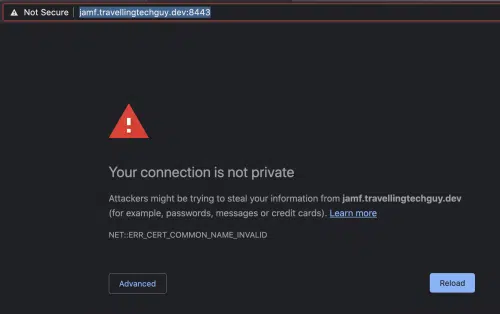 Not Secure jamf.travellingtechguy.dev:8443
Your connection is not private
Attackers might be trying to steal your information from jamf.travellingtechguy.dev
(for example, passwords, messages or credit cards). Learn more
NET::ERR_CERT_COMMON_NAME_INVALID
Advanced Reload